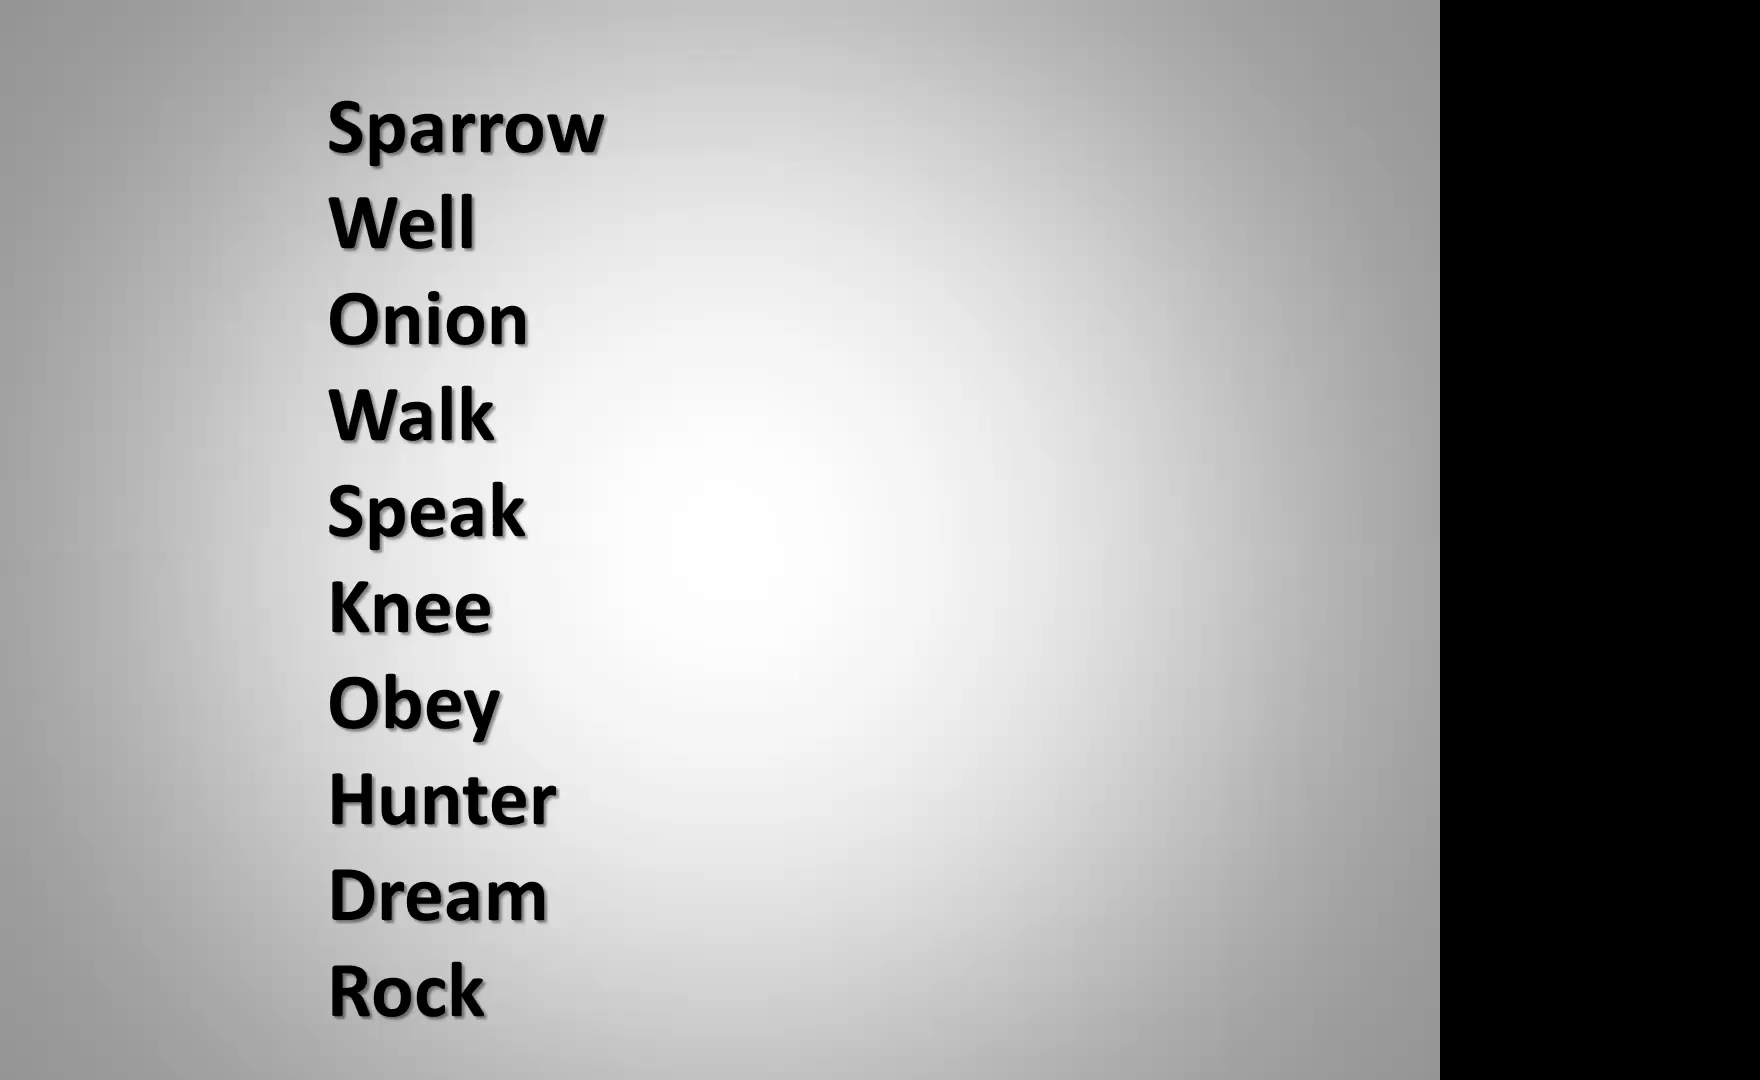 Sparrow
Well
Onion
Walk
Speak
Knee
Obey
Hunter
Dream
Rock